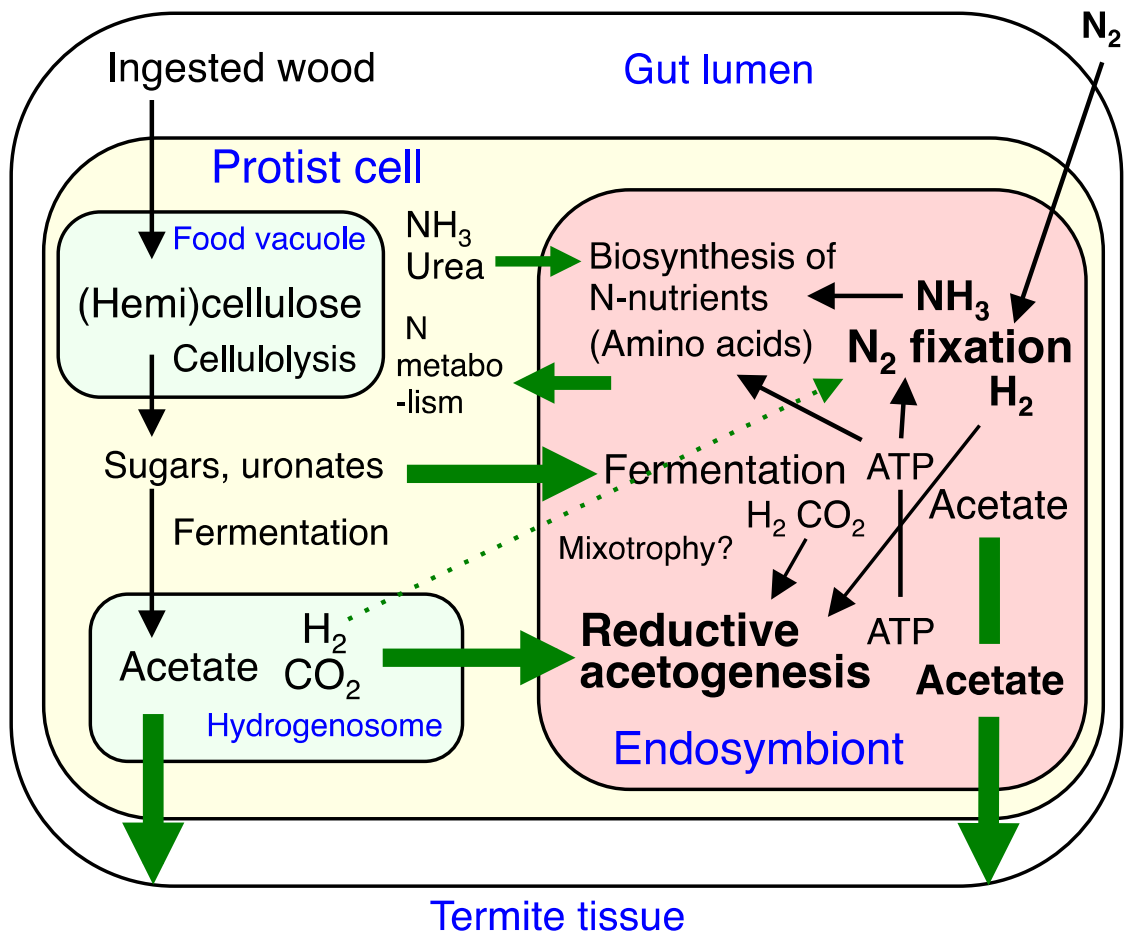 N₂
Ingested wood
Gut lumen
Protist cell
Food vacuole
(Hemi)cellulose
Cellulolysis
NH₃
Urea
N
metabo
-lism
Biosynthesis of
N-nutrients
(Amino acids)
NH₃
N₂ fixation
H₂
Sugars, uronates
Fermentation
Fermentation
ATP
H₂ CO₂
Acetate
Mixotrophy?
Acetate
H₂
CO₂
Hydrogenosome
Reductive
acetogenesis
ATP
Acetate
Endosymbiont
Termite tissue